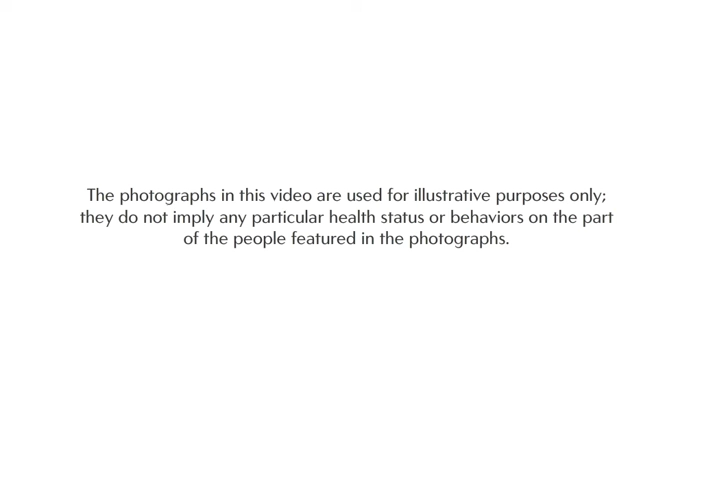 The photographs in this video are used for illustrative purposes only;
they do not imply any particular health status or behaviors on the part
of the people featured in the photographs.